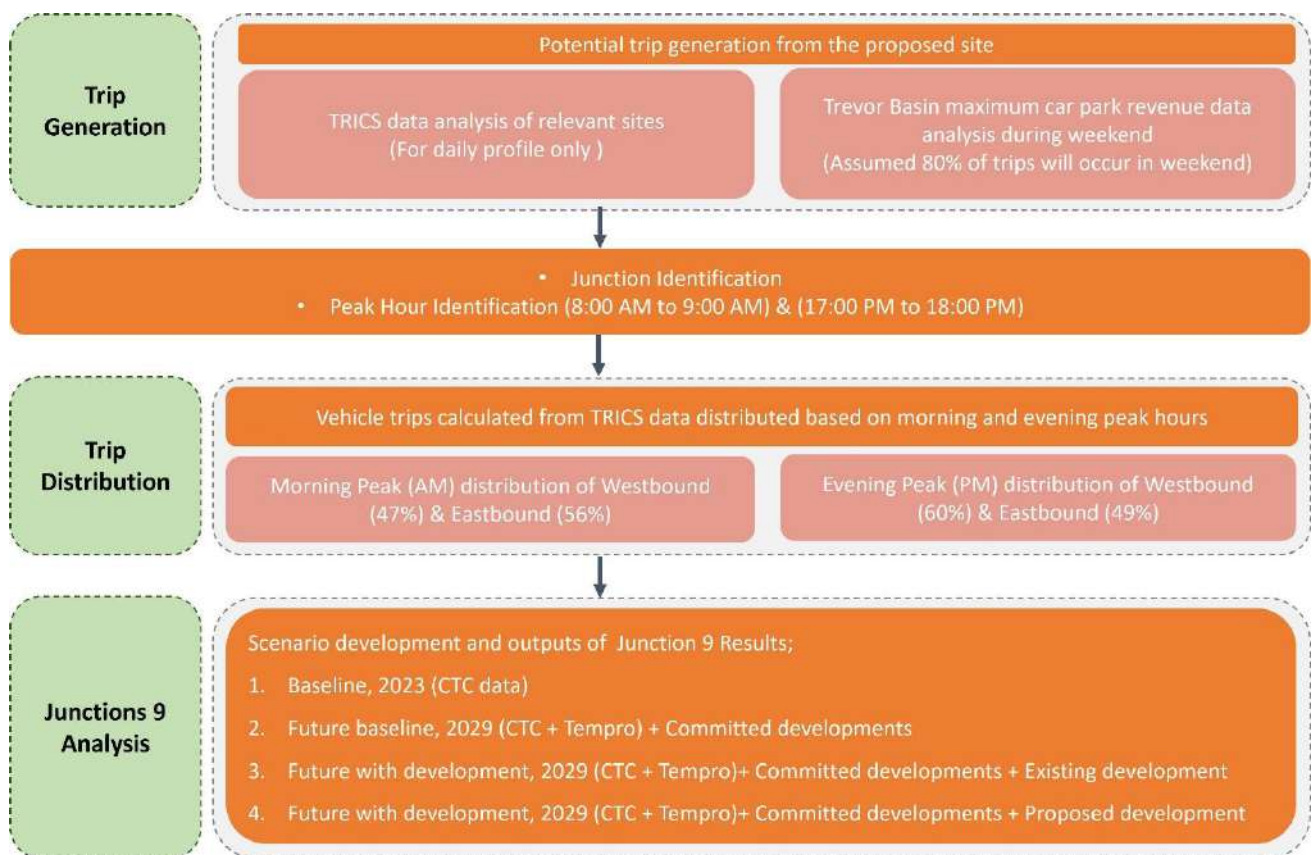 Trip
Generation
Potential trip generation from the proposed site
TRICS data analysis of relevant sites
(For daily profile only )
Trevor Basin maximum car park revenue data
analysis during weekend
(Assumed 80% of trips will occur in weekend)
• Junction Identification
• Peak Hour Identification (8:00 AM to 9:00 AM) & (17:00 PM to 18:00 PM)
Trip
Distribution
Vehicle trips calculated from TRICS data distributed based on morning and evening peak hours
Morning Peak (AM) distribution of Westbound
(47%) & Eastbound (56%)
Evening Peak (PM) distribution of Westbound
(60%) & Eastbound (49%)
Junctions 9
Analysis
Scenario development and outputs of Junction 9 Results;
1. Baseline, 2023 (CTC data)
2. Future baseline, 2029 (CTC + Tempro) + Committed developments
3. Future with development, 2029 (CTC + Tempro)+ Committed developments + Existing development
4. Future with development, 2029 (CTC + Tempro)+ Committed developments + Proposed development